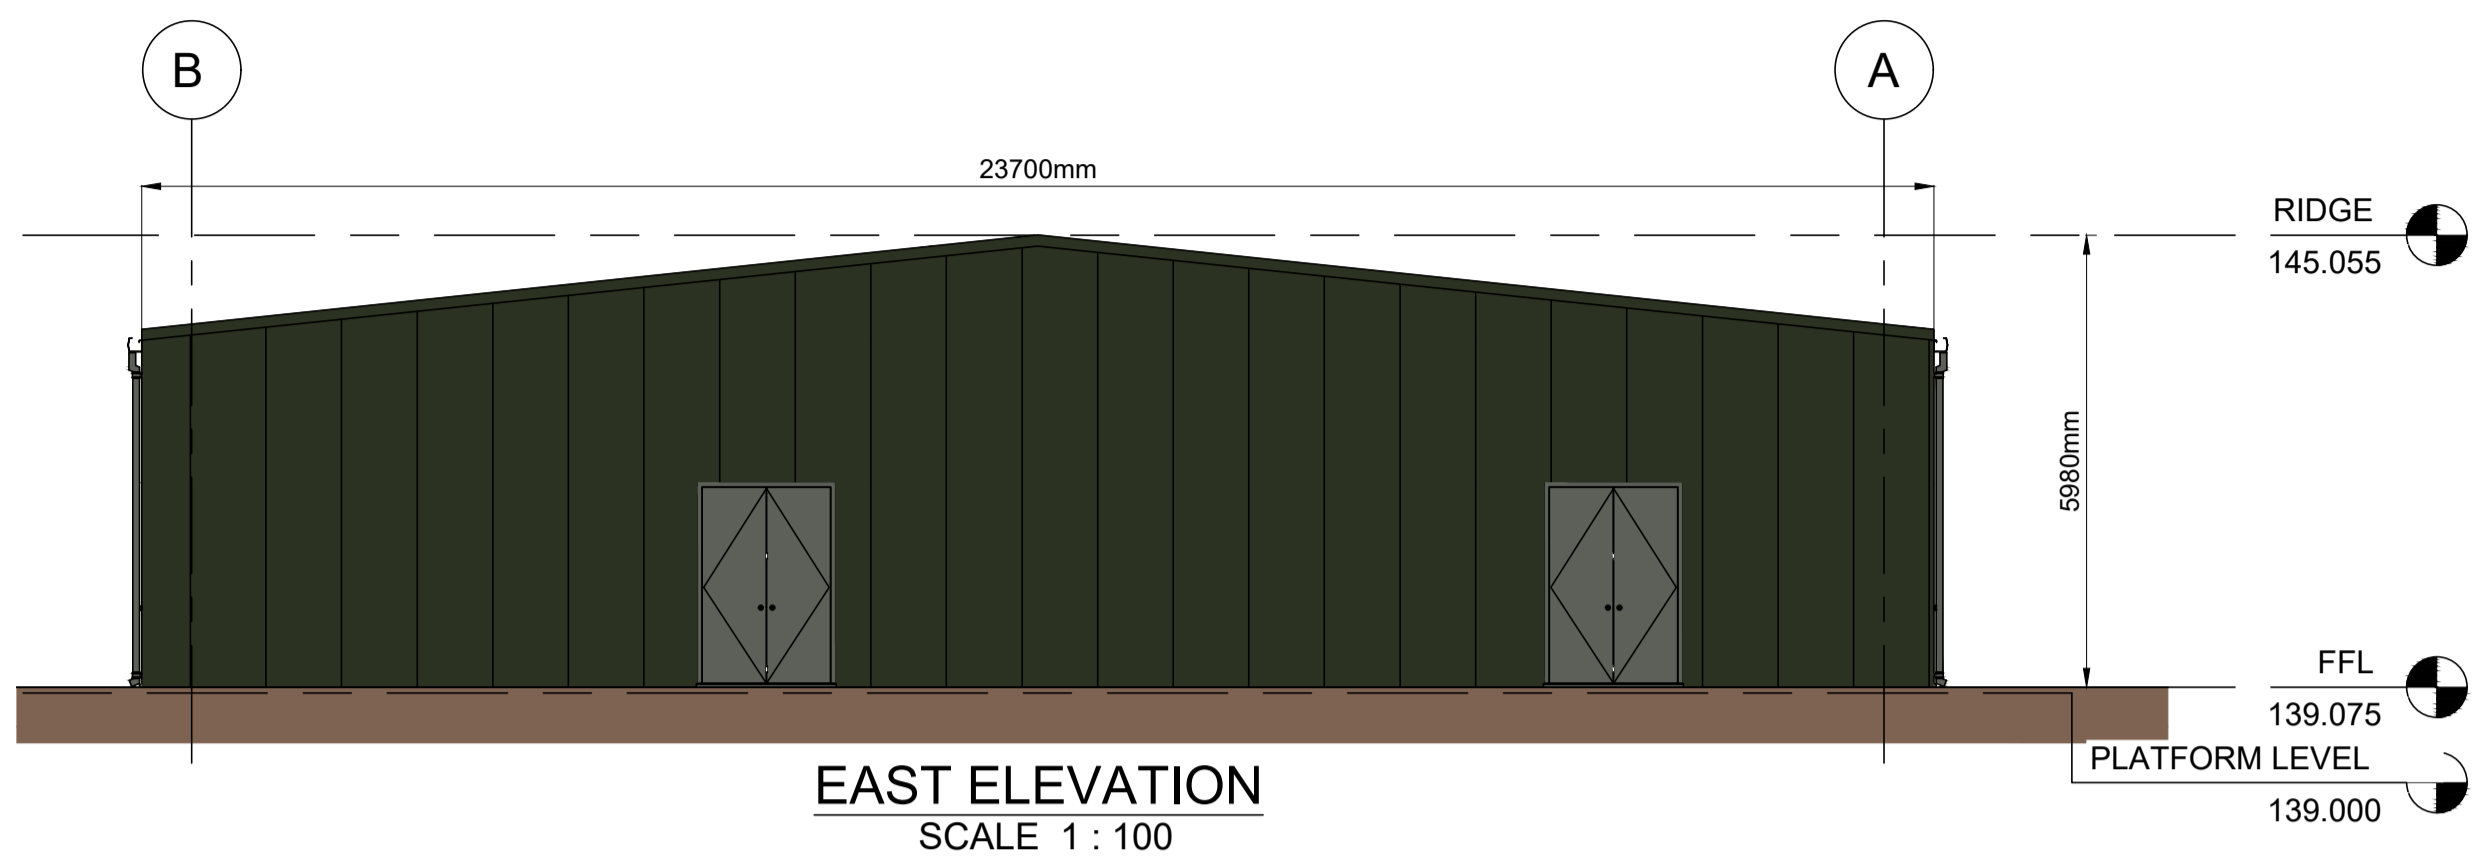 B
A
23700mm
RIDGE
145.055
5980mm
FFL
139.075
PLATFORM LEVEL
139.000
EAST ELEVATION
SCALE 1 : 100